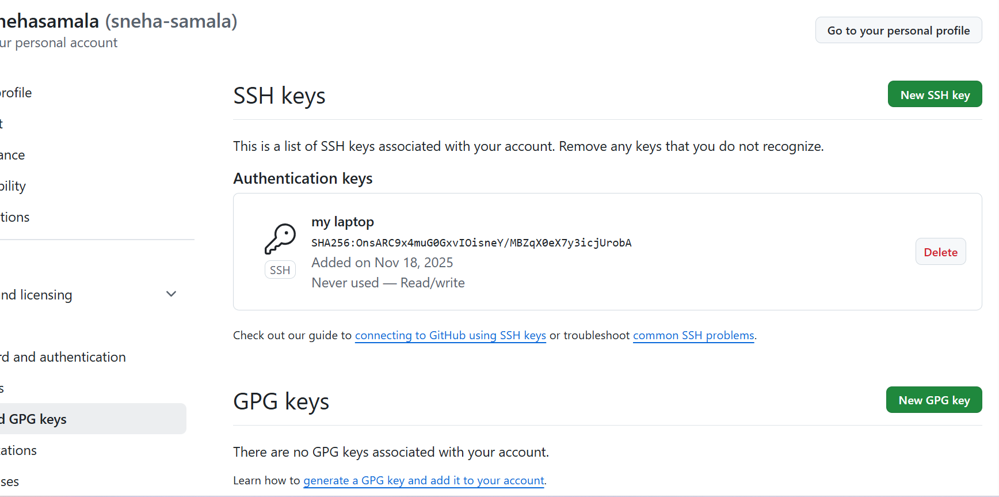 nehasamala (sneha-samala)
ur personal account
Go to your personal profile
rofile
t
ance
bility
tions
nd licensing
rd and authentication
s
d GPG keys
ations
ses
SSH keys
New SSH key
This is a list of SSH keys associated with your account. Remove any keys that you do not recognize.
Authentication keys
my laptop
SHA256:OnsARC9x4muG0GxvIOisneY/MBZqX0eX7y3icjUrobA
Added on Nov 18, 2025
Never used — Read/write
SSH
Delete
Check out our guide to connecting to GitHub using SSH keys or troubleshoot common SSH problems.
GPG keys
New GPG key
There are no GPG keys associated with your account.
Learn how to generate a GPG key and add it to your account.